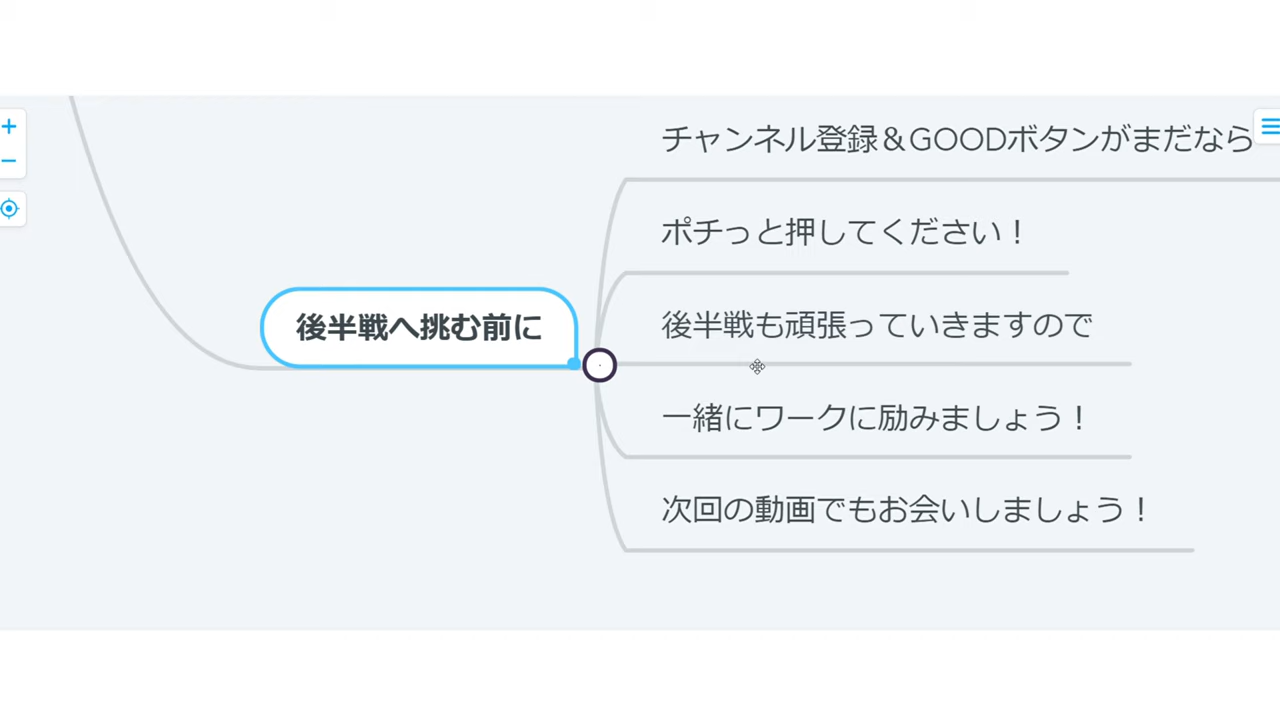 チャンネル登録＆GOODボタンがまだなら
ポチっと押してください！
後半戦へ挑む前に
後半戦も頑張っていきますので
一緒にワークに励みましょう！
次回の動画でもお会いしましょう！